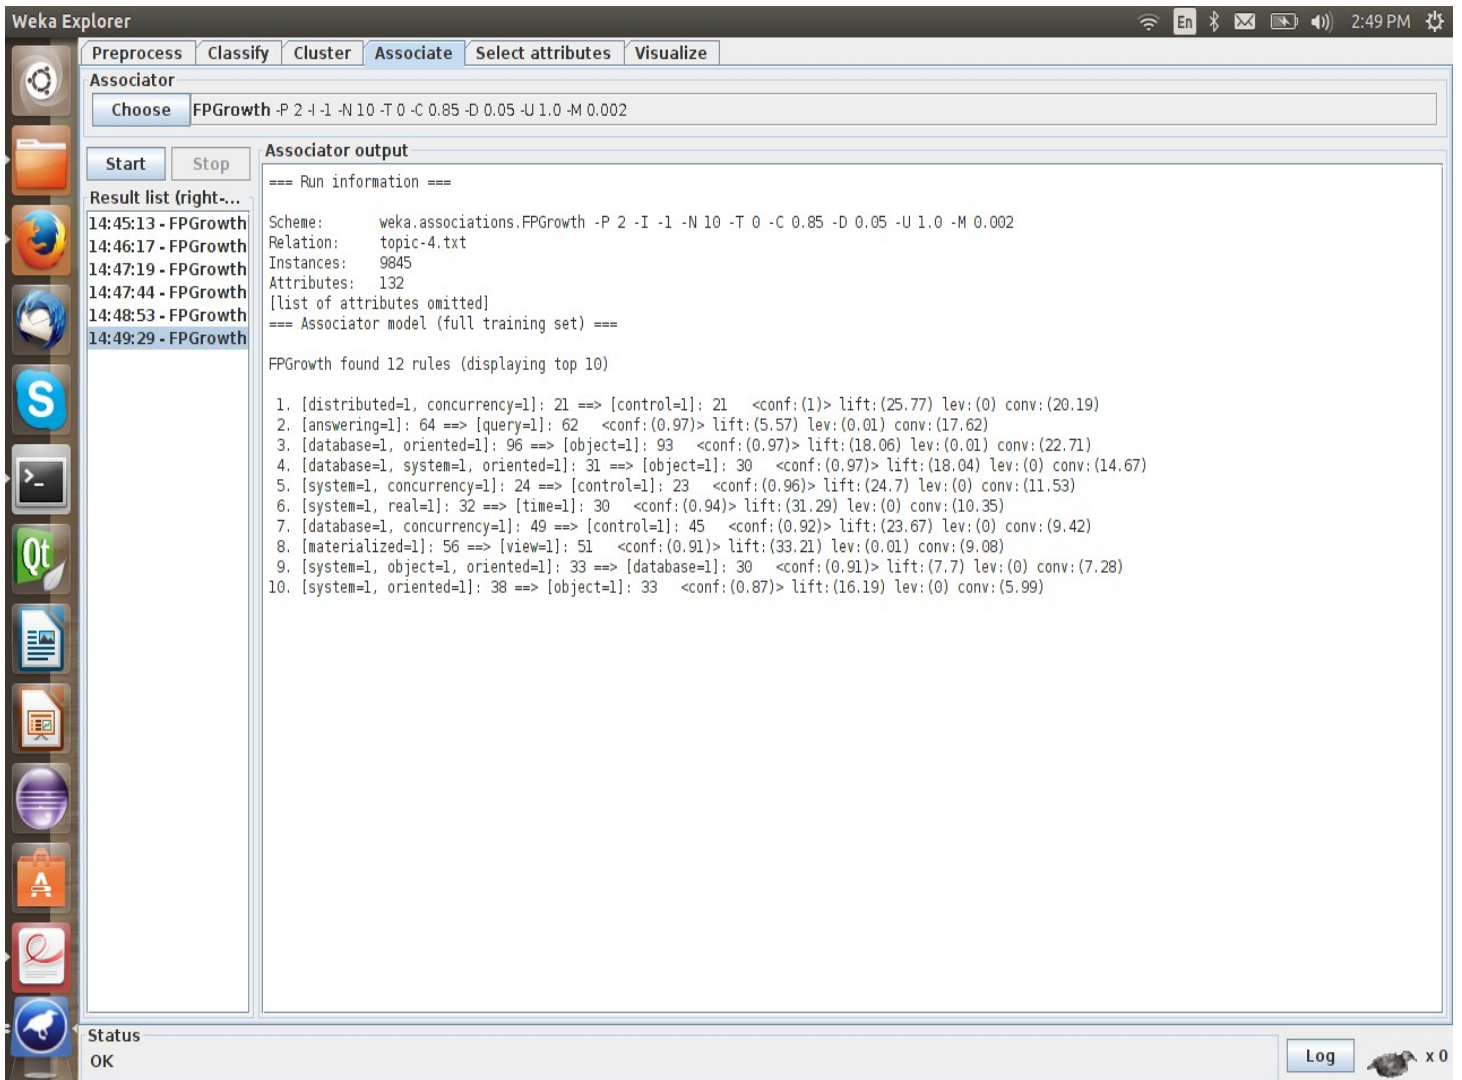 Weka Explorer
En
2:49 PM
Preprocess Classify Cluster Associate Select attributes Visualize
Associator
Choose FPGrowth -P 2 -I -1 -N 10 -T 0 -C 0.85 -D 0.05 -U 1.0 -M 0.002
Start Stop
Result list (right-...
14:45:13 - FPGrowth
14:46:17 - FPGrowth
14:47:19 - FPGrowth
14:47:44 - FPGrowth
14:48:53 - FPGrowth
14:49:29 - FPGrowth
Associator output
=== Run information ===
Scheme: weka.associations.FPGrowth -P 2 -I -1 -N 10 -T 0 -C 0.85 -D 0.05 -U 1.0 -M 0.002
Relation: topic-4.txt
Instances: 9845
Attributes: 132
[list of attributes omitted]
=== Associator model (full training set) ===
FPGrowth found 12 rules (displaying top 10)
1. [distributed=1, concurrency=1]: 21 ==> [control=1]: 21 <conf:(1)> lift:(25.77) lev:(0) conv:(20.19)
2. [answering=1]: 64 ==> [query=1]: 62 <conf:(0.97)> lift:(5.57) lev:(0.01) conv:(17.62)
3. [database=1, oriented=1]: 96 ==> [object=1]: 93 <conf:(0.97)> lift:(18.06) lev:(0.01) conv:(22.71)
4. [database=1, system=1, oriented=1]: 31 ==> [object=1]: 30 <conf:(0.97)> lift:(18.04) lev:(0) conv:(14.67)
5. [system=1, concurrency=1]: 24 ==> [control=1]: 23 <conf:(0.96)> lift:(24.7) lev:(0) conv:(11.53)
6. [system=1, real=1]: 32 ==> [time=1]: 30 <conf:(0.94)> lift:(31.29) lev:(0) conv:(10.35)
7. [database=1, concurrency=1]: 49 ==> [control=1]: 45 <conf:(0.92)> lift:(23.67) lev:(0) conv:(9.42)
8. [materialized=1]: 56 ==> [view=1]: 51 <conf:(0.91)> lift:(33.21) lev:(0.01) conv:(9.08)
9. [system=1, object=1, oriented=1]: 33 ==> [database=1]: 30 <conf:(0.91)> lift:(7.7) lev:(0) conv:(7.28)
10. [system=1, oriented=1]: 38 ==> [object=1]: 33 <conf:(0.87)> lift:(16.19) lev:(0) conv:(5.99)
S
>_
Qt
A
Status
OK
Log
x 0